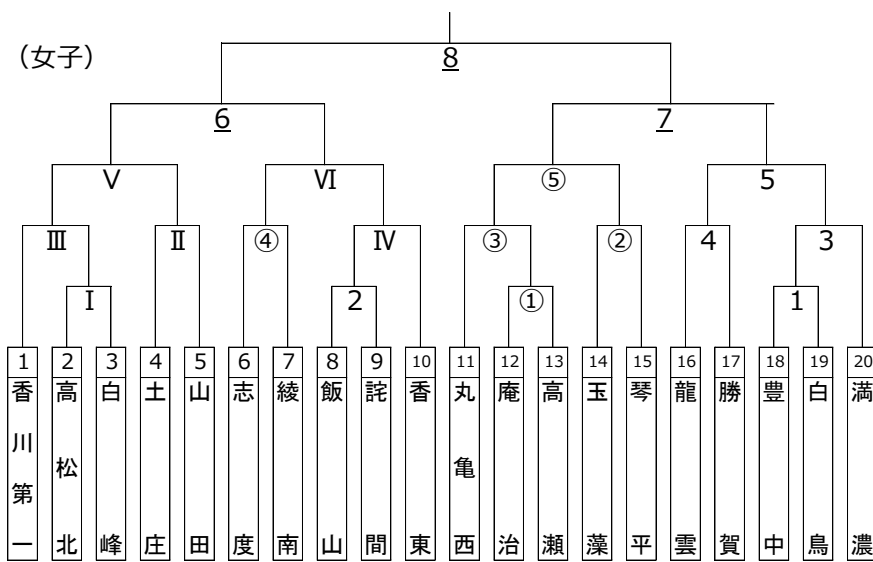 (女子)
8
6 7
Ⅴ Ⅵ ⑤ 5
Ⅲ Ⅱ ④ Ⅳ ③ ② 4 3
Ⅰ 2 ① 1
1 2 3 4 5 6 7 8 9 10 11 12 13 14 15 16 17 18 19 20
香川第一
高松北
白峰
土庄
山田
志度
綾南
飯山
詫間
香東
丸亀西
庵治
高瀬
玉藻
琴平
龍雲
勝賀
豊中
白鳥
満濃